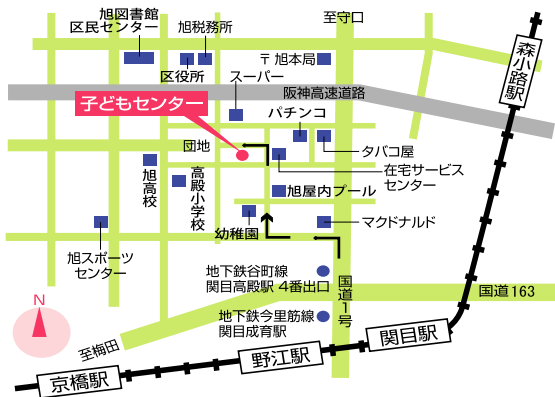 旭図書館
区民センター
旭税務所
至守口
区役所
〒旭本局
森小路駅
スーパー
阪神高速道路
子どもセンター
パチンコ
団地
タバコ屋
旭高校
高殿小学校
在宅サービス
センター
旭屋内プール
幼稚園
マクドナルド
旭スポーツ
センター
地下鉄谷町線
関目高殿駅 4番出口
国道1号
国道163
N
地下鉄今里筋線
関目成育駅
至梅田
関目駅
野江駅
京橋駅